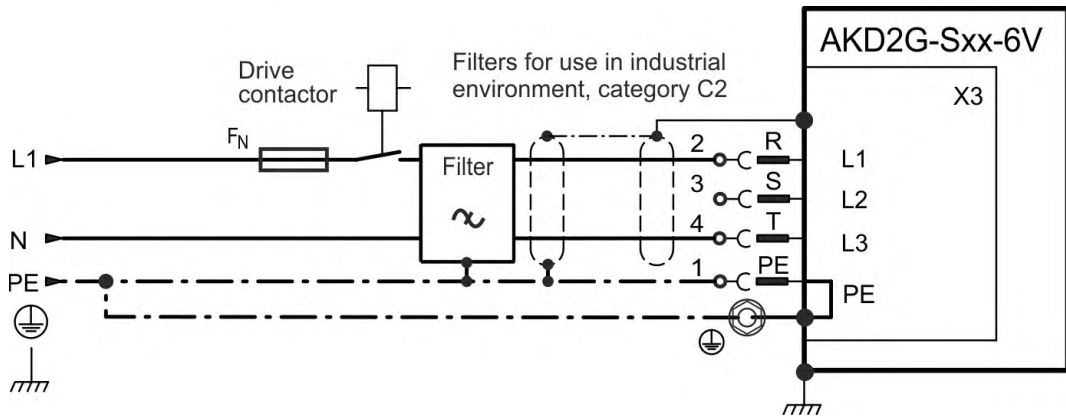 AKD2G-Sxx-6V
X3
Drive
contactor
Filters for use in industrial
environment, category C2
FN
L1
Filter
2
R
L1
3
S
L2
N
4
T
L3
PE
1
PE
PE